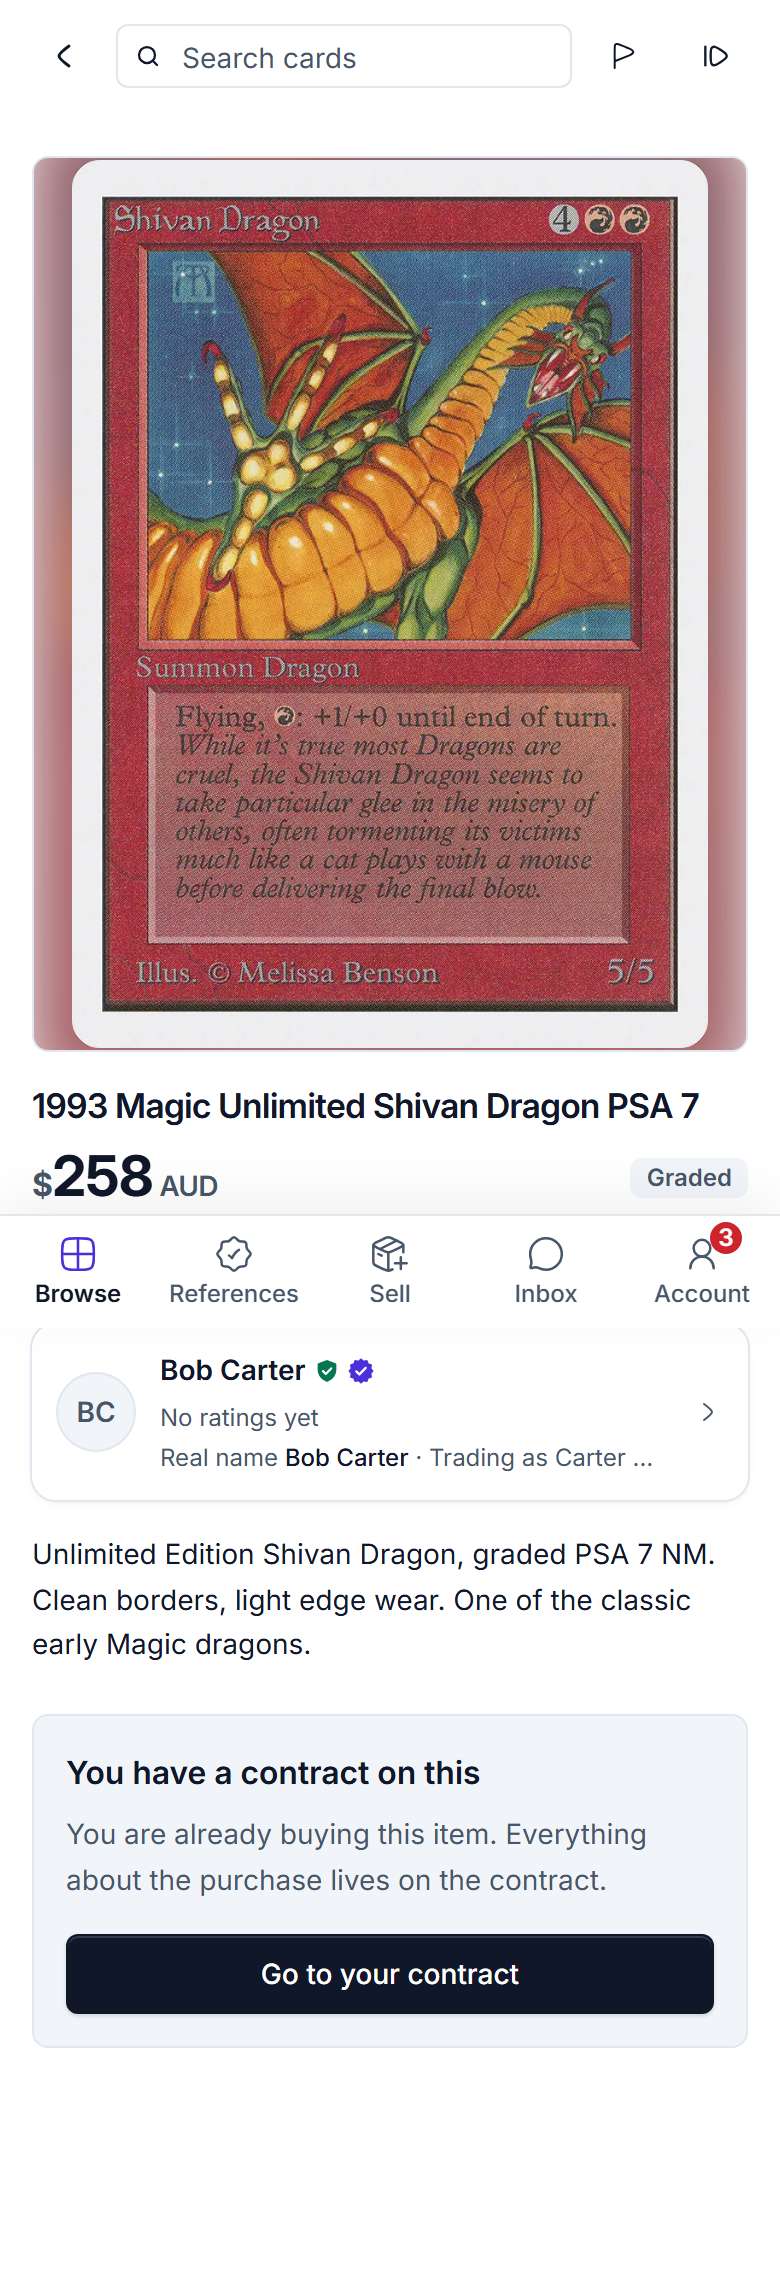 Search cards
Shivan Dragon
4
Summon Dragon
Flying, : +1/+0 until end of turn.
While it's true most Dragons are
cruel, the Shivan Dragon seems to
take particular glee in the misery of
others, often tormenting its victims
much like a cat plays with a mouse
before delivering the final blow.
Illus. © Melissa Benson
5/5
1993 Magic Unlimited Shivan Dragon PSA 7
$258 AUD
Graded
3
Browse
References
Sell
Inbox
Account
Bob Carter
BC
No ratings yet
Real name Bob Carter · Trading as Carter ...
Unlimited Edition Shivan Dragon, graded PSA 7 NM.
Clean borders, light edge wear. One of the classic
early Magic dragons.
You have a contract on this
You are already buying this item. Everything
about the purchase lives on the contract.
Go to your contract